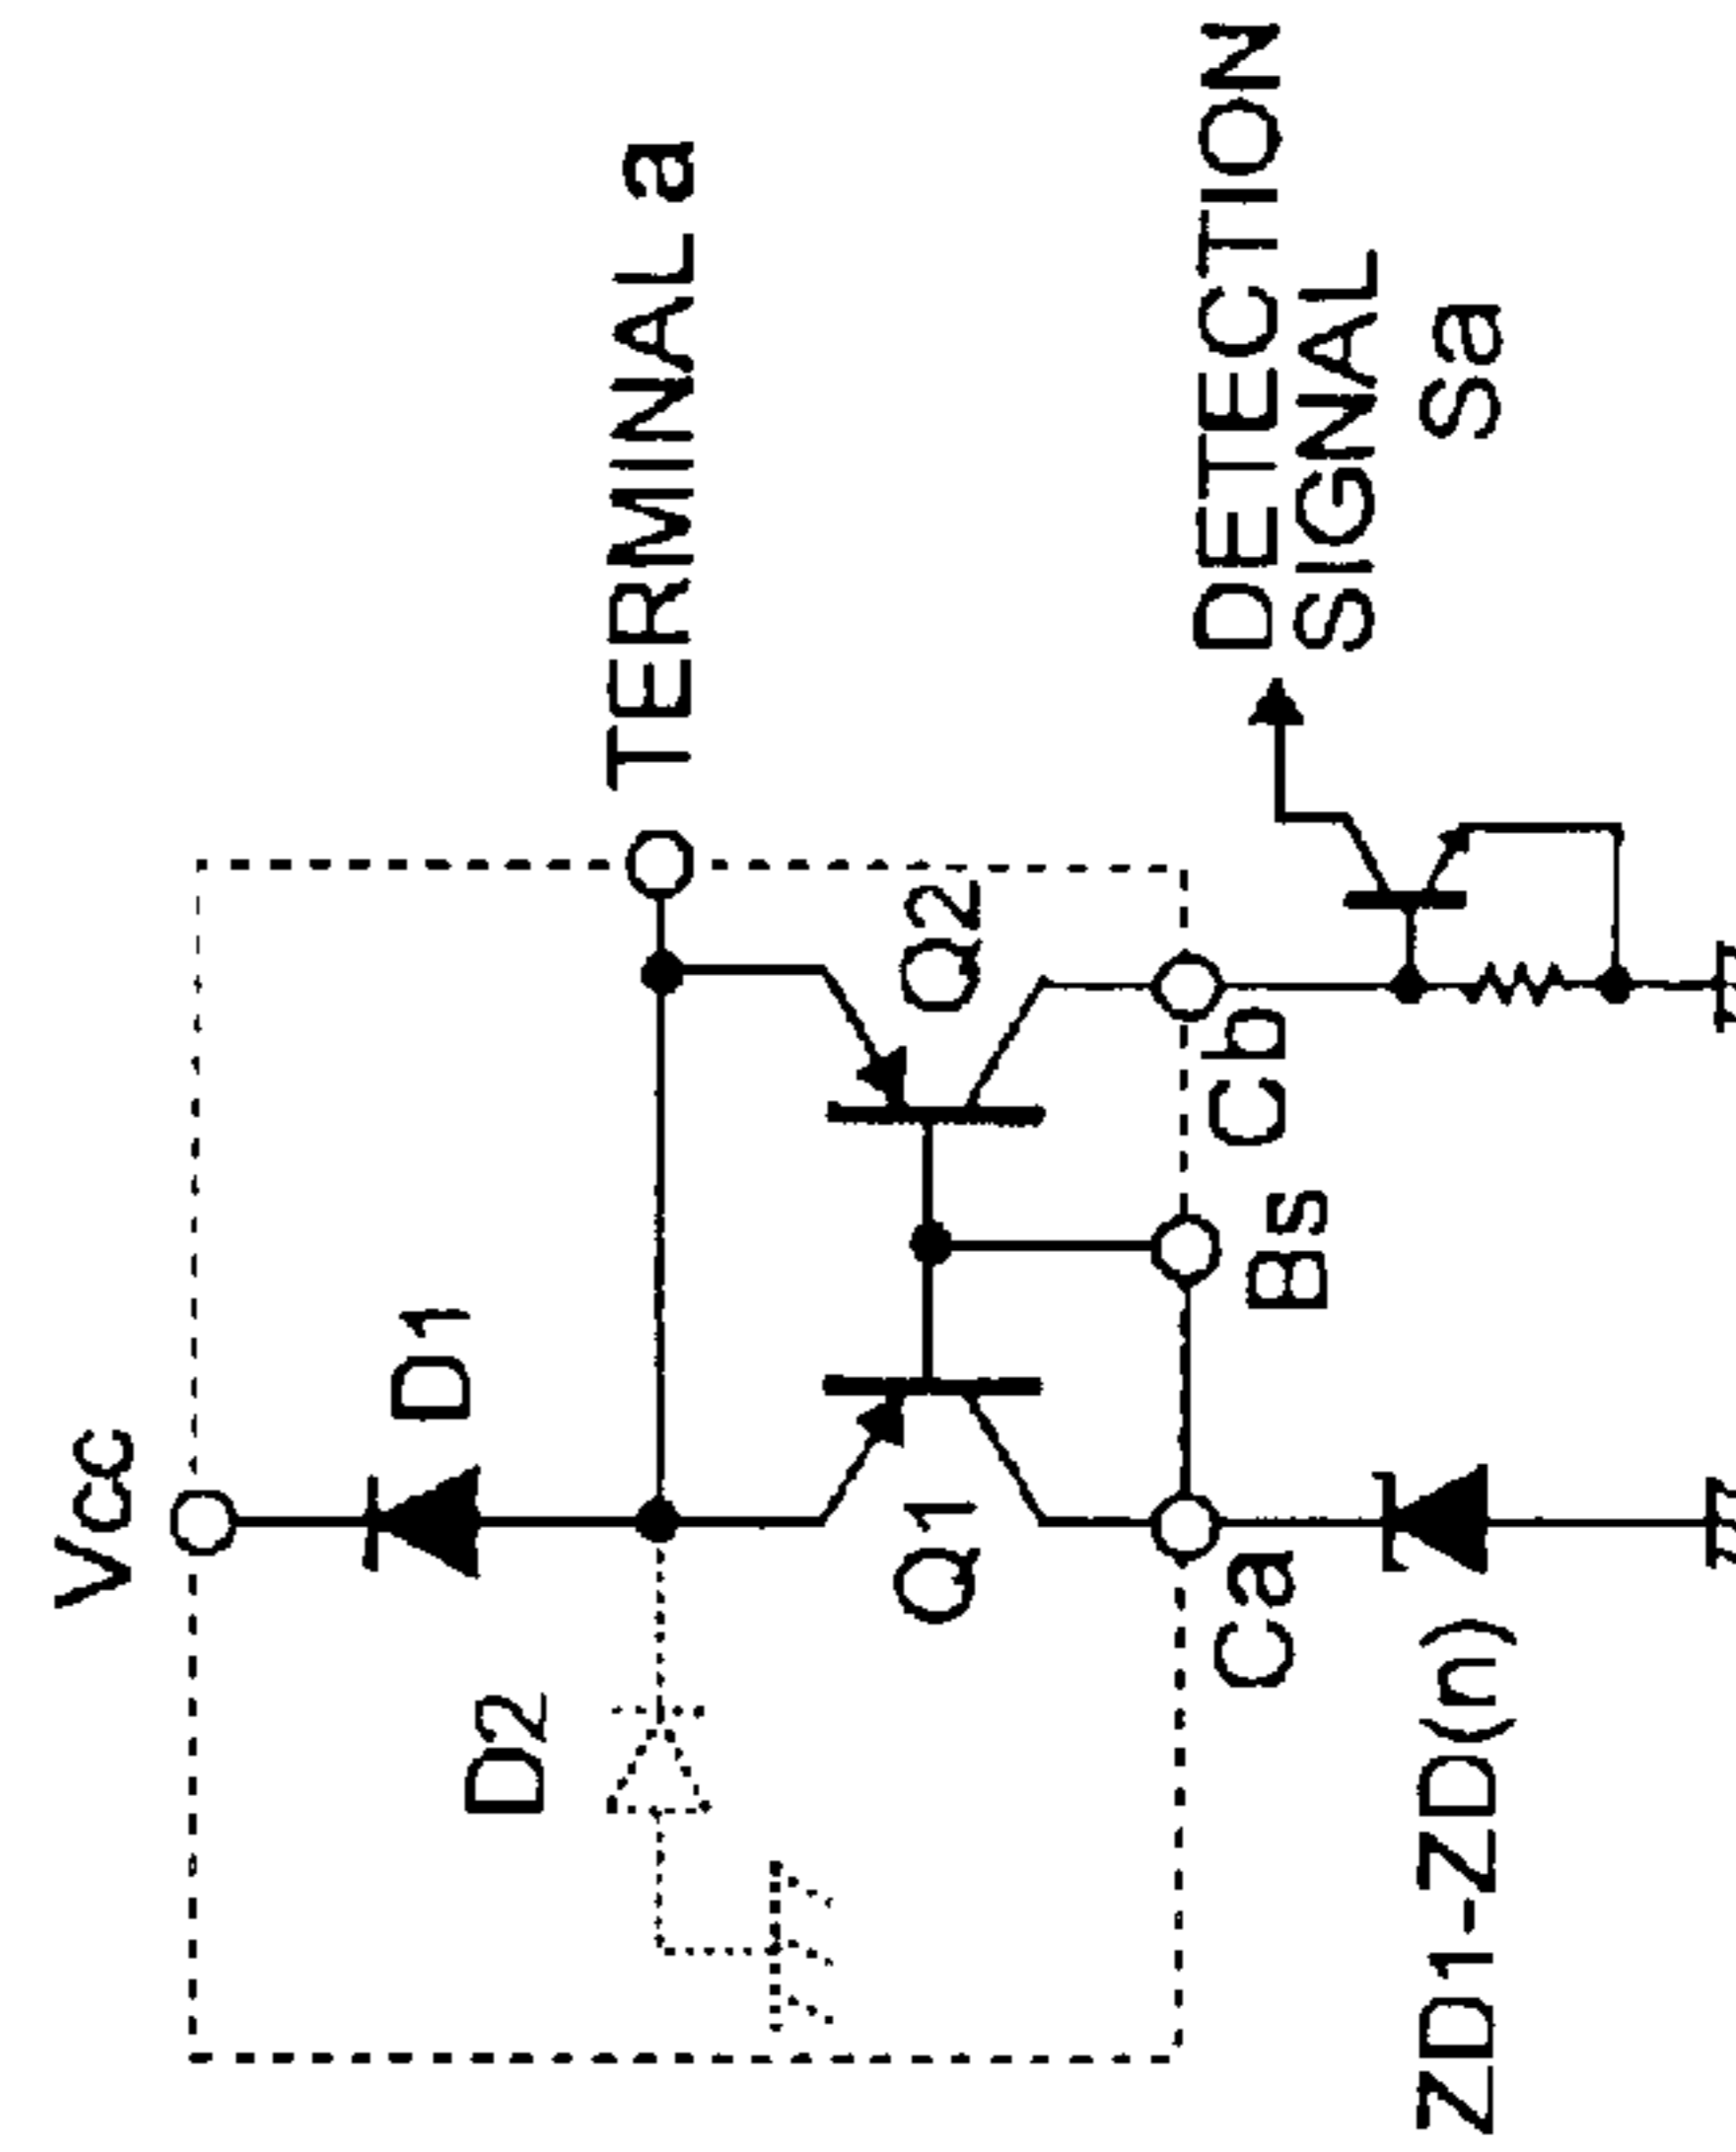 Vcc
D1
D2
TERMINAL a
Q1
Q2
Ca
Bs
Cb
DETECTION
SIGNAL
Sa
ZD1-ZD(n)